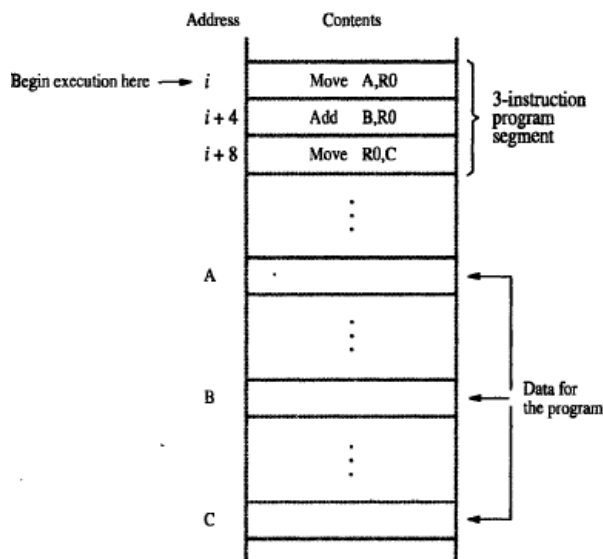 Address Contents
Begin execution here i Move A,R0
i + 4 Add B,R0
i + 8 Move R0,C
3-instruction
program
segment
A
B
Data for
the program
C